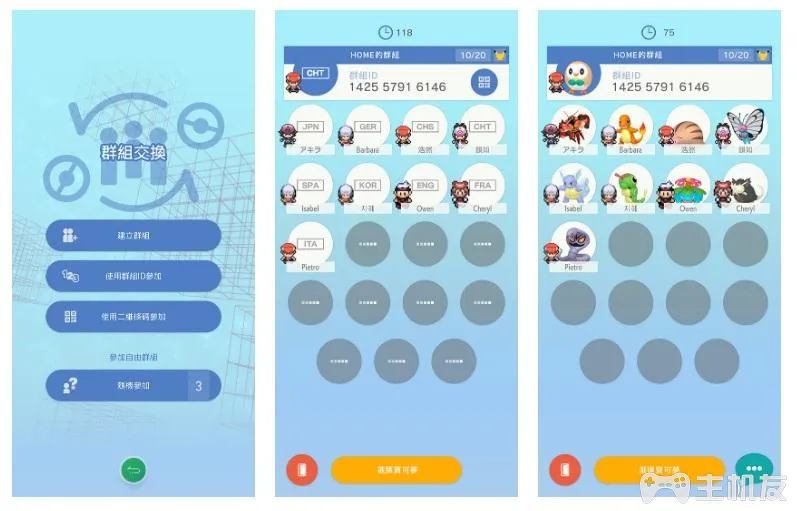 群組交換
建立群組
使用群組ID參加
使用二維條碼參加
參加自由群組
隨機參加 3
118
HOME的群組 10/20
CHT
群組ID
1425 5791 6146
JPN GER CHS CHT
アキラ Barbara 浩然
SPA KOR ENG FRA
Isabel 지혜 Owen Cheryl
ITA
Pietro
選擇寶可夢
75
HOME的群組 10/20
群組ID
1425 5791 6146
アキラ Barbara 浩然
Isabel 지혜 Owen Cheryl
Pietro
選擇寶可夢
主机友